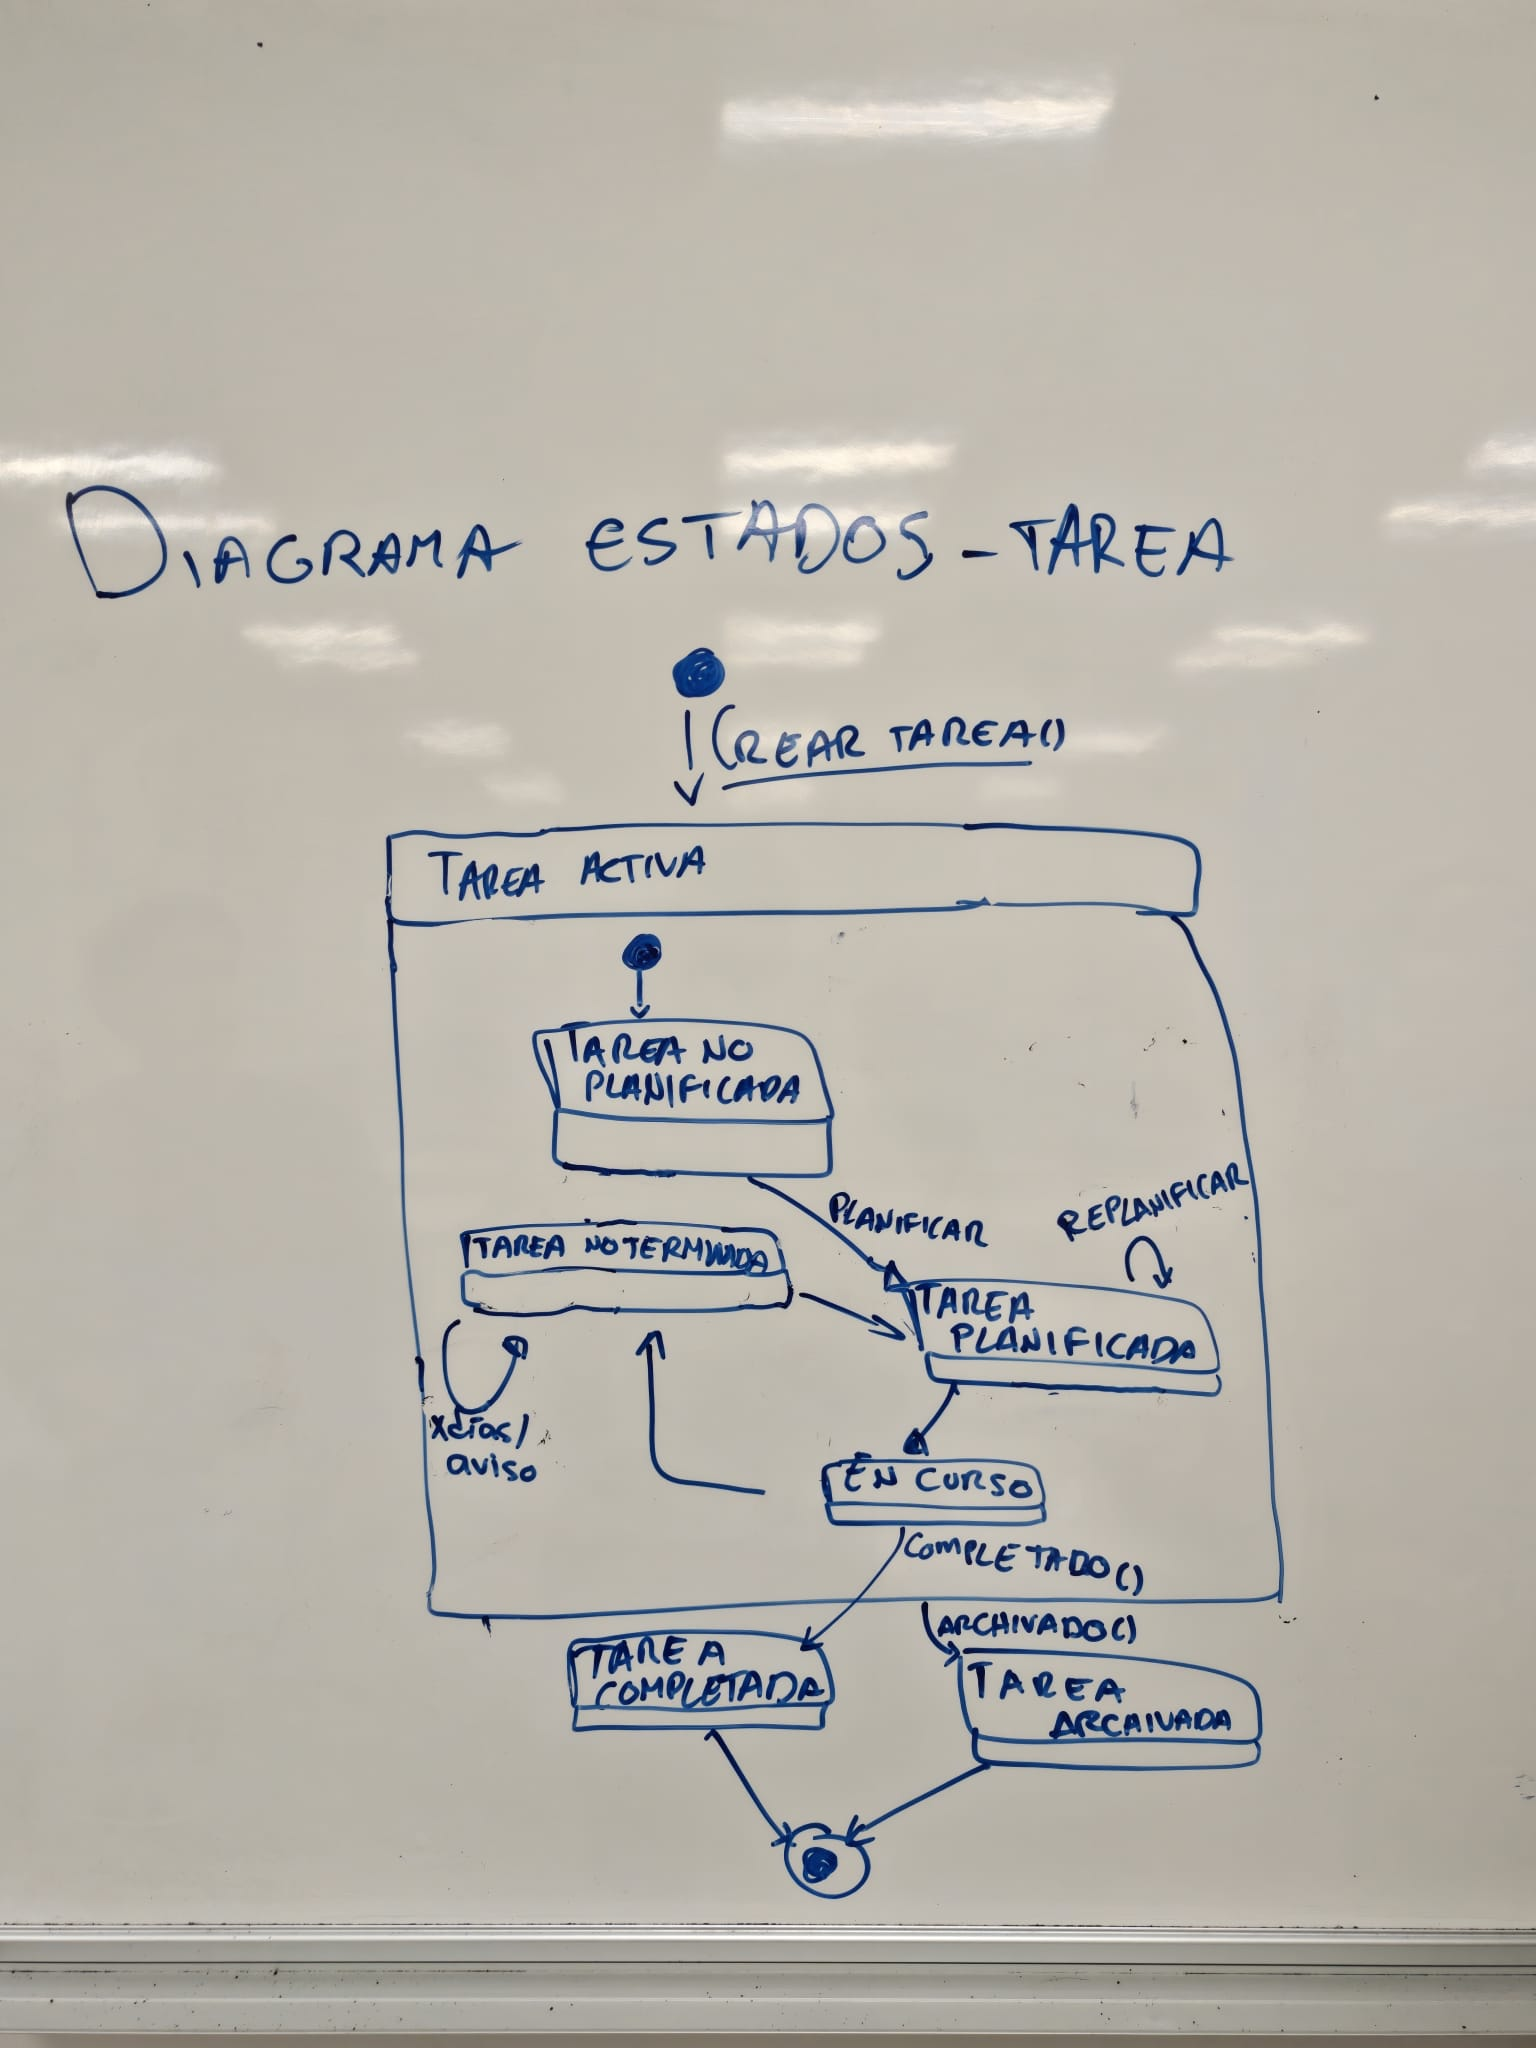 DIAGRAMA ESTADOS - TAREA
CREAR TAREA()
TAREA ACTIVA
TAREA NO
PLANIFICADA
PLANIFICAR
REPLANIFICAR
TAREA NO TERMINADA
TAREA
PLANIFICADA
Xdías/
aviso
EN CURSO
COMPLETADO()
ARCHIVADO()
TAREA
COMPLETADA
TAREA
ARCHIVADA